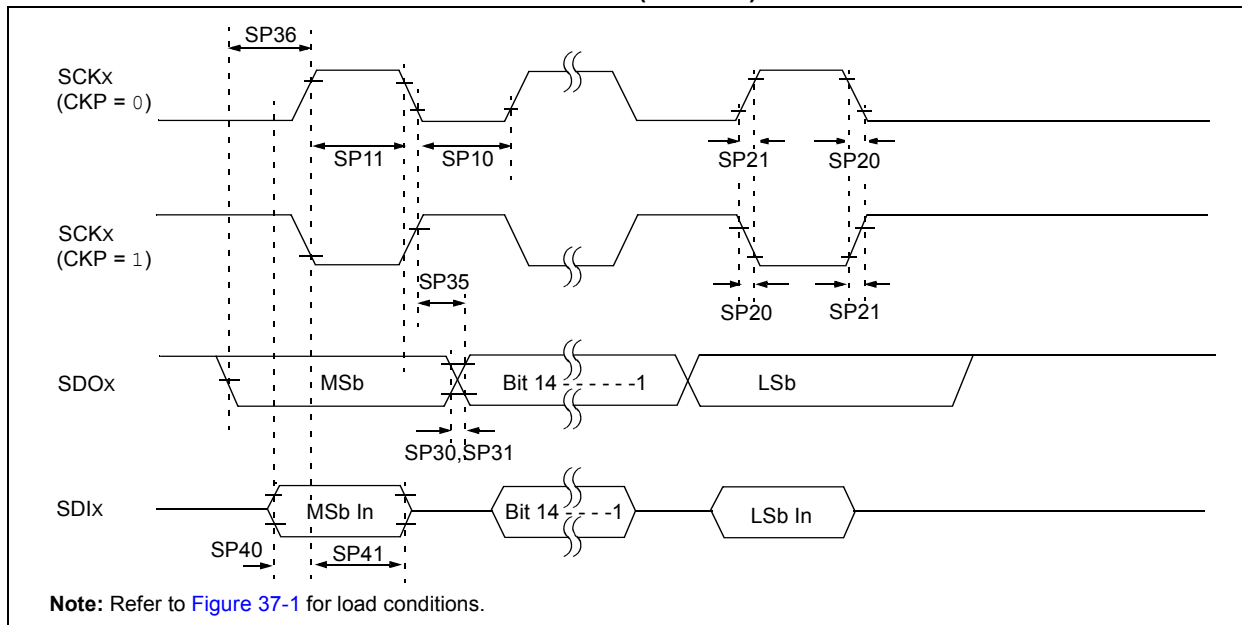 SP36
SCKx
(CKP = 0)
SP11
SP10
SP21
SP20
SCKx
(CKP = 1)
SP35
SP20
SP21
SDOx
MSb
Bit 14 - - - - - -1
LSb
SP30,SP31
SDIx
MSb In
Bit 14 - - - - -1
LSb In
SP40
SP41
Note: Refer to Figure 37-1 for load conditions.